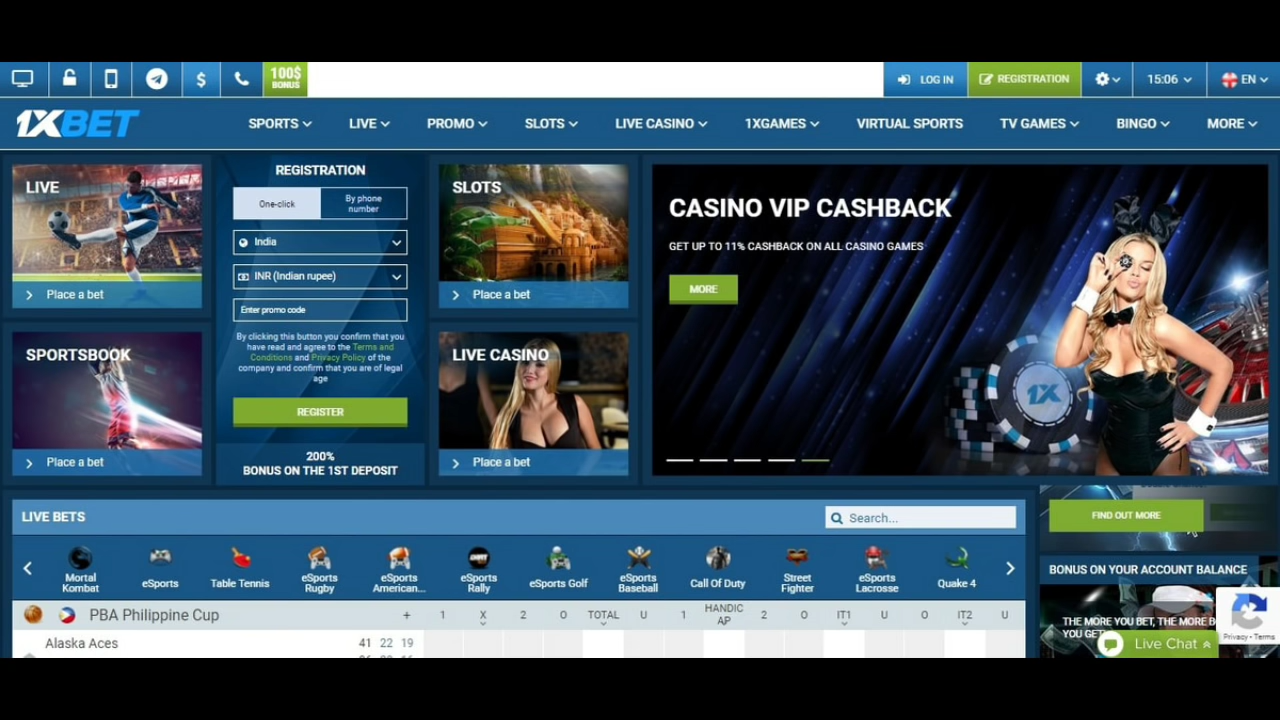 100$
BONUS
LOG IN
REGISTRATION
15:06
EN
1XBET
SPORTS
LIVE
PROMO
SLOTS
LIVE CASINO
1XGAMES
VIRTUAL SPORTS
TV GAMES
BINGO
MORE
LIVE
Place a bet
SPORTSBOOK
Place a bet
REGISTRATION
One-click
By phone
number
India
INR (Indian rupee)
Enter promo code
By clicking this button you confirm that you
have read and agree to the Terms and
Conditions and Privacy Policy of the
company and confirm that you are of legal
age
REGISTER
200%
BONUS ON THE 1ST DEPOSIT
SLOTS
Place a bet
LIVE CASINO
Place a bet
CASINO VIP CASHBACK
GET UP TO 11% CASHBACK ON ALL CASINO GAMES
MORE
1X
LIVE BETS
Search...
Mortal
Kombat
eSports
Table Tennis
eSports
Rugby
eSports
American...
eSports
Rally
eSports Golf
eSports
Baseball
Call Of Duty
Street
Fighter
eSports
Lacrosse
Quake 4
PBA Philippine Cup + 1 X 2 O TOTAL U 1 HANDIC
AP 2 O IT1 U O IT2 U
Alaska Aces 41 22 19
FIND OUT MORE
BONUS ON YOUR ACCOUNT BALANCE
THE MORE YOU BET, THE MORE B
YOU GET
Privacy - Terms
Live Chat